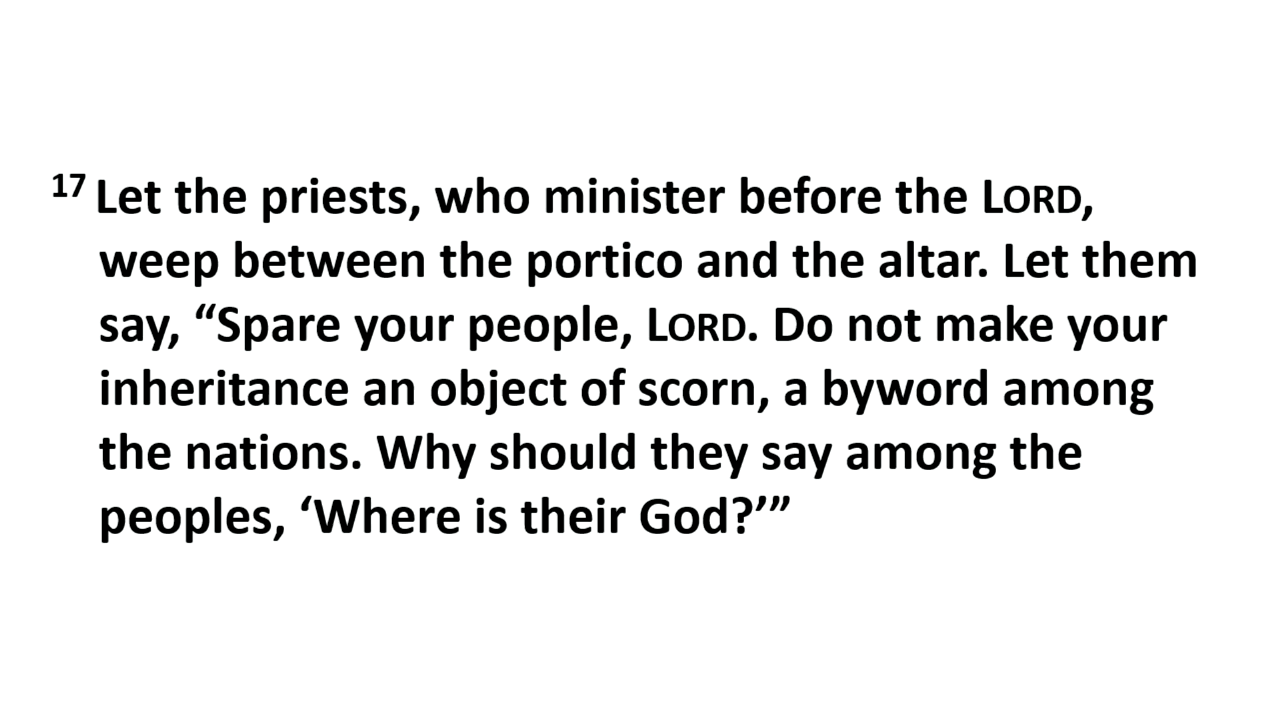 17 Let the priests, who minister before the LORD,
weep between the portico and the altar. Let them
say, “Spare your people, LORD. Do not make your
inheritance an object of scorn, a byword among
the nations. Why should they say among the
peoples, ‘Where is their God?’”